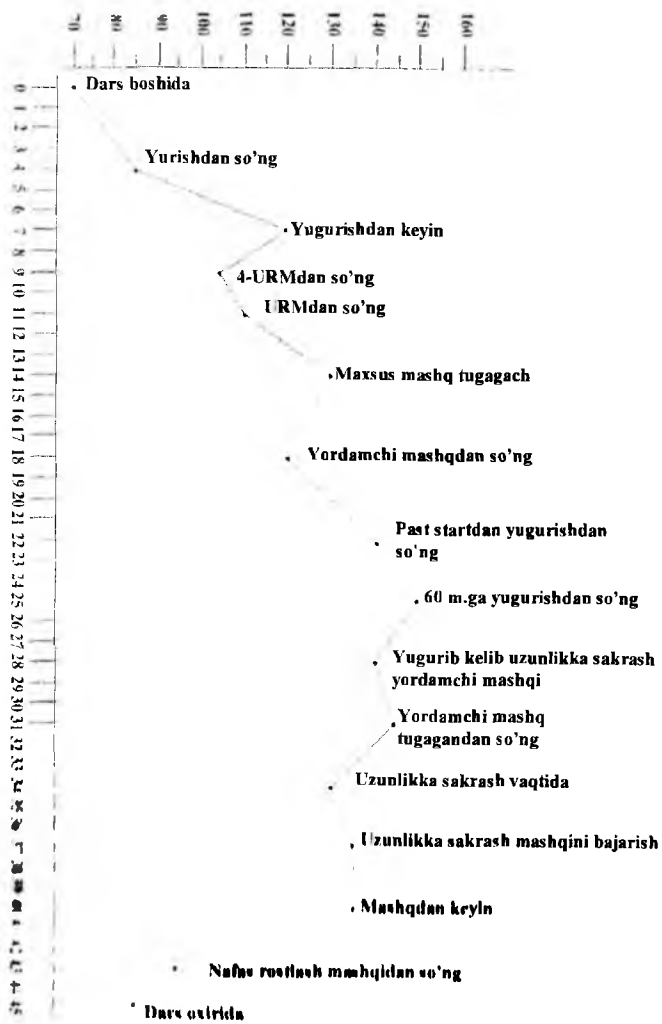 70 80 90 100 110 120 130 140 150 160
0
Dars boshida
1
2
3
Yurishdan so'ng
4
5
6
7
Yugurishdan keyin
8
9
4-URMdan so'ng
10
11
URMdan so'ng
12
13
14
Maxsus mashq tugagach
15
16
17
18
Yordamchi mashqdan so'ng
19
20
21
22
Past startdan yugurishdan
so'ng
23
24
25
60 m.ga yugurishdan so'ng
26
27
28
Yugurib kelib uzunlikka sakrash
yordamchi mashqi
29
30
31
Yordamchi mashq
tugagandan so'ng
32
33
34
Uzunlikka sakrash vaqtida
Uzunlikka sakrash mashqini bajarish
Mashqdan keyin
42
43
Nafas rostlash mashqidan so'ng
44
45
Dars oxirida